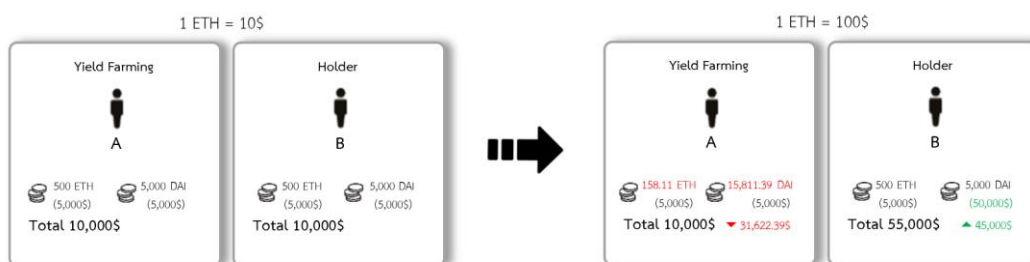 1 ETH = 10$
Yield Farming
A
500 ETH
(5,000$)
5,000 DAI
(5,000$)
Total 10,000$
Holder
B
500 ETH
(5,000$)
5,000 DAI
(5,000$)
Total 10,000$
1 ETH = 100$
Yield Farming
A
158.11 ETH
(5,000$)
15,811.39 DAI
(5,000$)
Total 10,000$ ▼ 31,622.39$
Holder
B
500 ETH
(5,000$)
5,000 DAI
(50,000$)
Total 55,000$ ▲ 45,000$